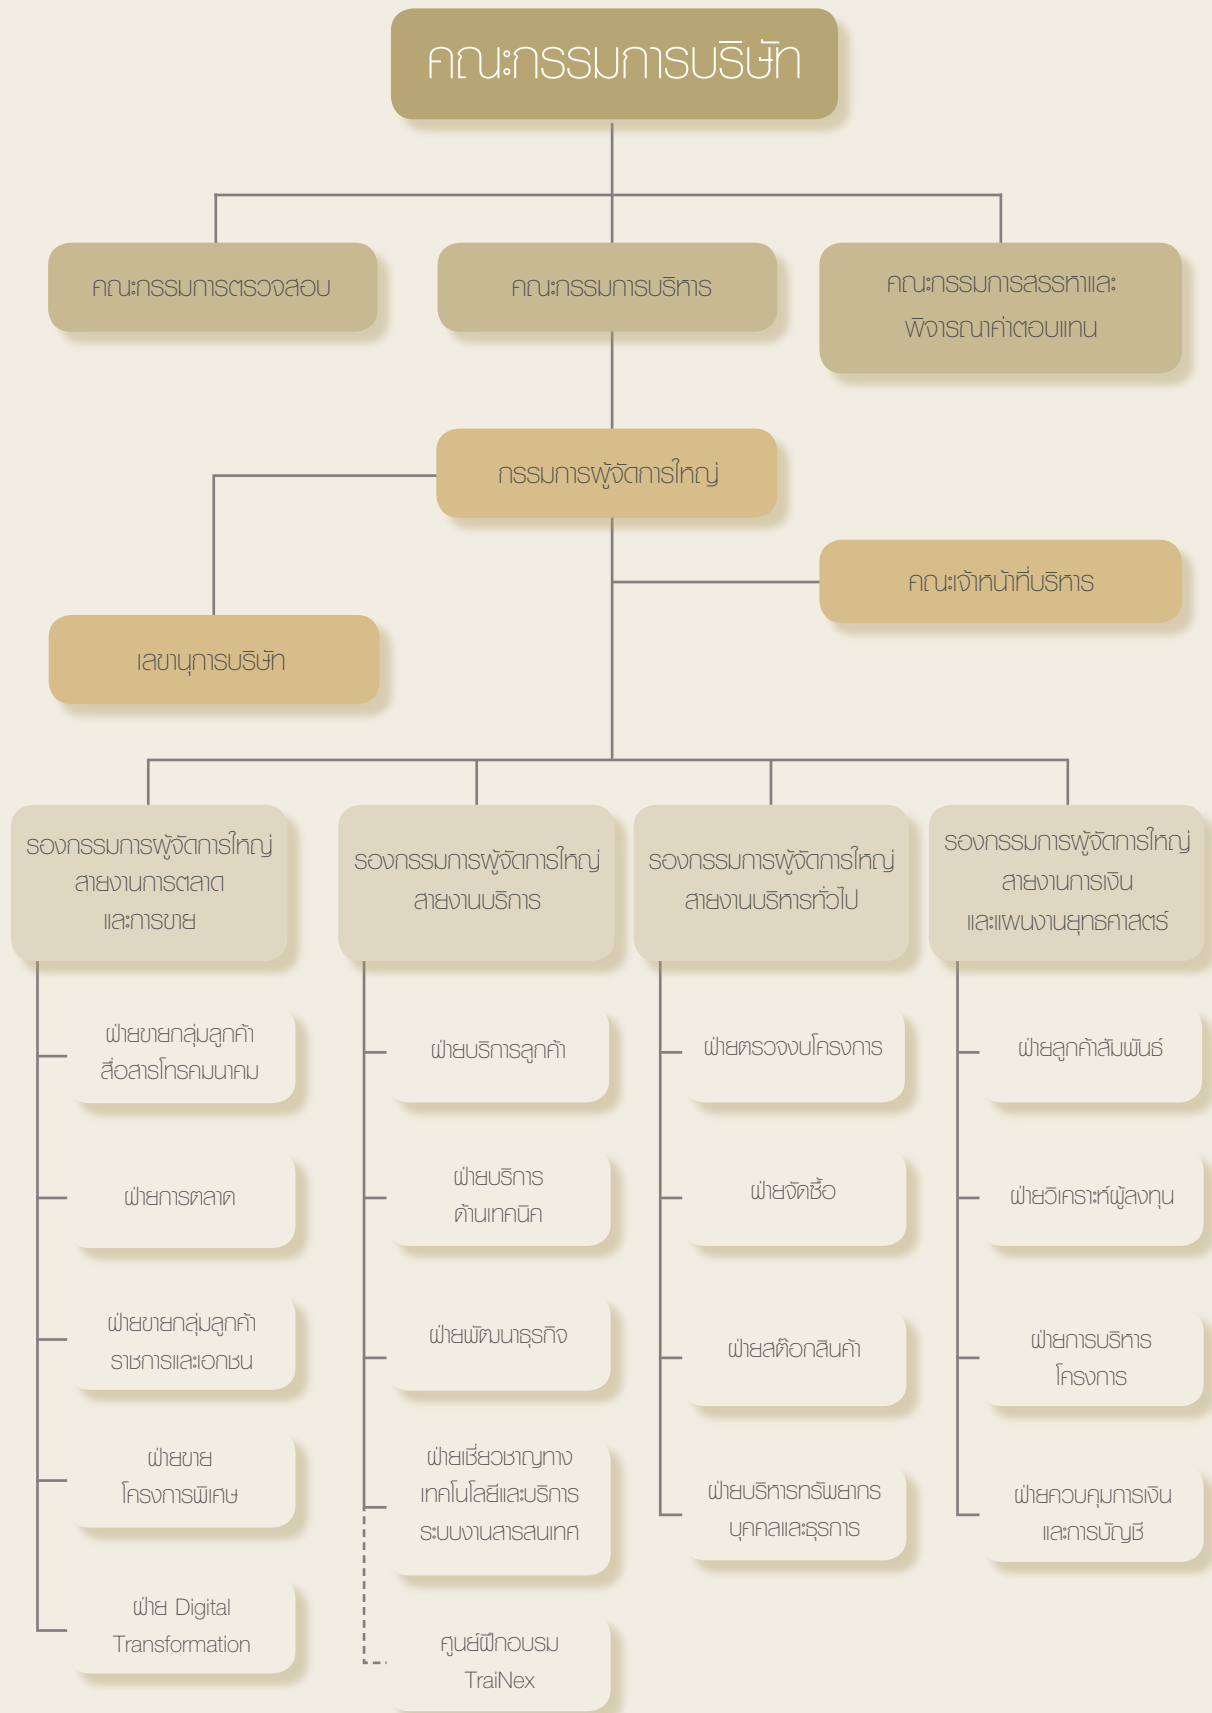 คณะกรรมการบริษัท
คณะกรรมการตรวจสอบ
คณะกรรมการบริหาร
คณะกรรมการสรรหาและ
พิจารณาค่าตอบแทน
กรรมการผู้จัดการใหญ่
คณะเจ้าหน้าที่บริหาร
เลขานุการบริษัท
รองกรรมการผู้จัดการใหญ่
สายงานการตลาด
และการขาย
รองกรรมการผู้จัดการใหญ่
สายงานบริการ
รองกรรมการผู้จัดการใหญ่
สายงานบริหารทั่วไป
รองกรรมการผู้จัดการใหญ่
สายงานการเงิน
และแผนงานยุทธศาสตร์
ฝ่ายขายกลุ่มลูกค้า
สื่อสารโทรคมนาคม
ฝ่ายการตลาด
ฝ่ายขายกลุ่มลูกค้า
ราชการและเอกชน
ฝ่ายขาย
โครงการพิเศษ
ฝ่าย Digital
Transformation
ฝ่ายบริการลูกค้า
ฝ่ายบริการ
ด้านเทคนิค
ฝ่ายพัฒนาธุรกิจ
ฝ่ายเชี่ยวชาญทาง
เทคโนโลยีและบริการ
ระบบงานสารสนเทศ
ศูนย์ฝึกอบรม
TraiNex
ฝ่ายตรวจงบโครงการ
ฝ่ายจัดซื้อ
ฝ่ายสต๊อกสินค้า
ฝ่ายบริหารทรัพยากร
บุคคลและธุรการ
ฝ่ายลูกค้าสัมพันธ์
ฝ่ายวิเคราะห์ผู้ลงทุน
ฝ่ายการบริหาร
โครงการ
ฝ่ายควบคุมการเงิน
และการบัญชี